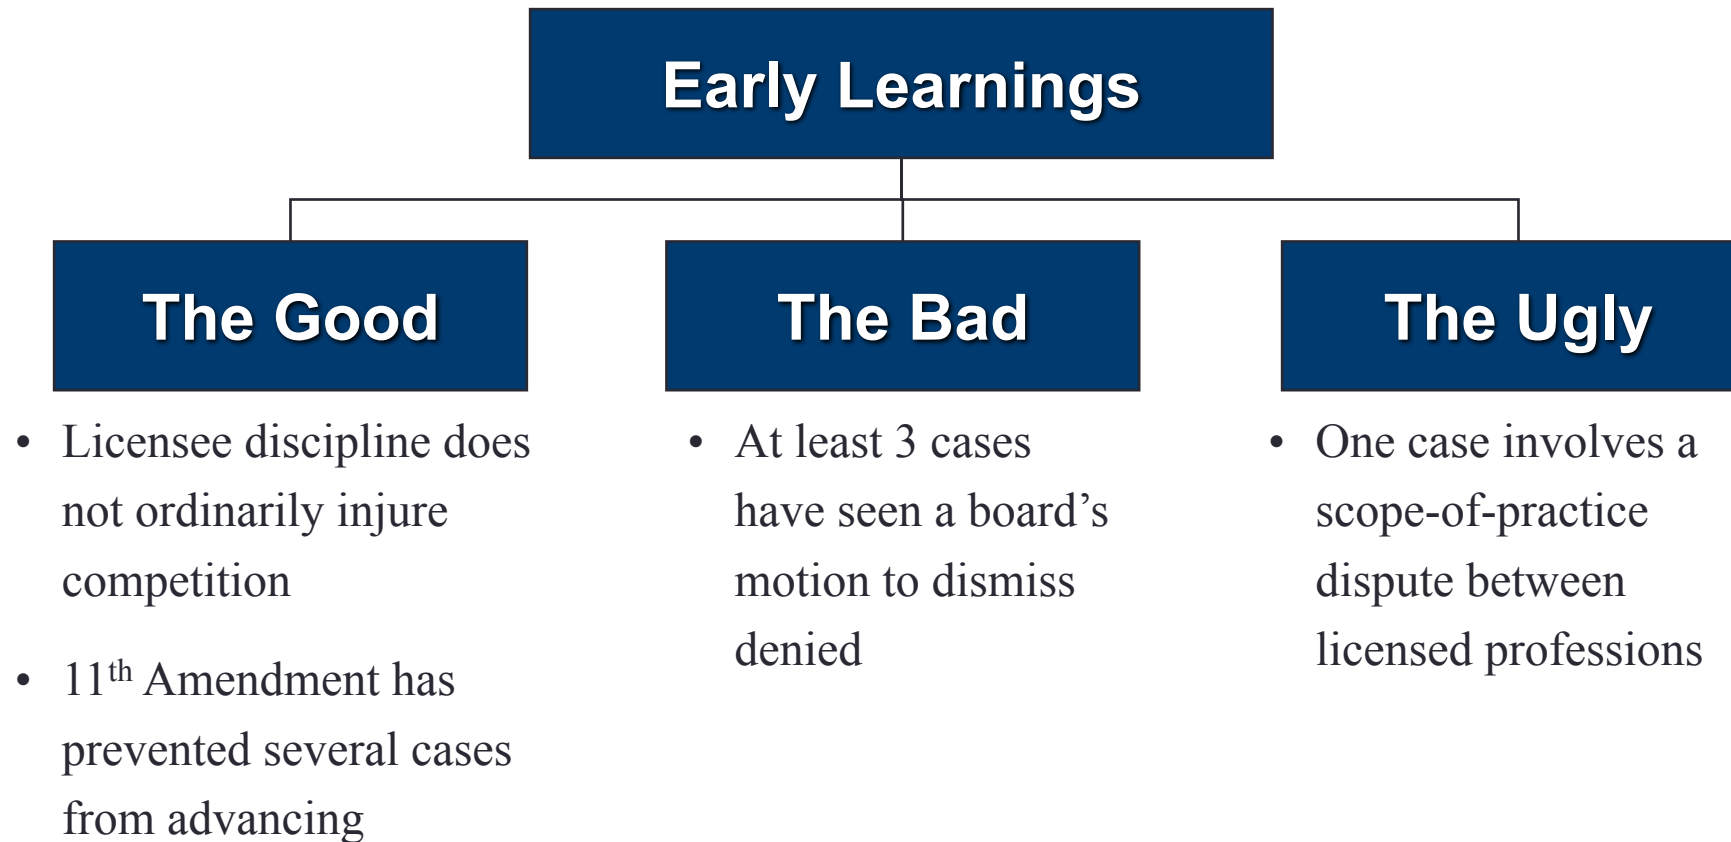 Early Learnings
The Good
• Licensee discipline does
not ordinarily injure
competition
• 11th Amendment has
prevented several cases
from advancing
The Bad
• At least 3 cases
have seen a board’s
motion to dismiss
denied
The Ugly
• One case involves a
scope-of-practice
dispute between
licensed professions